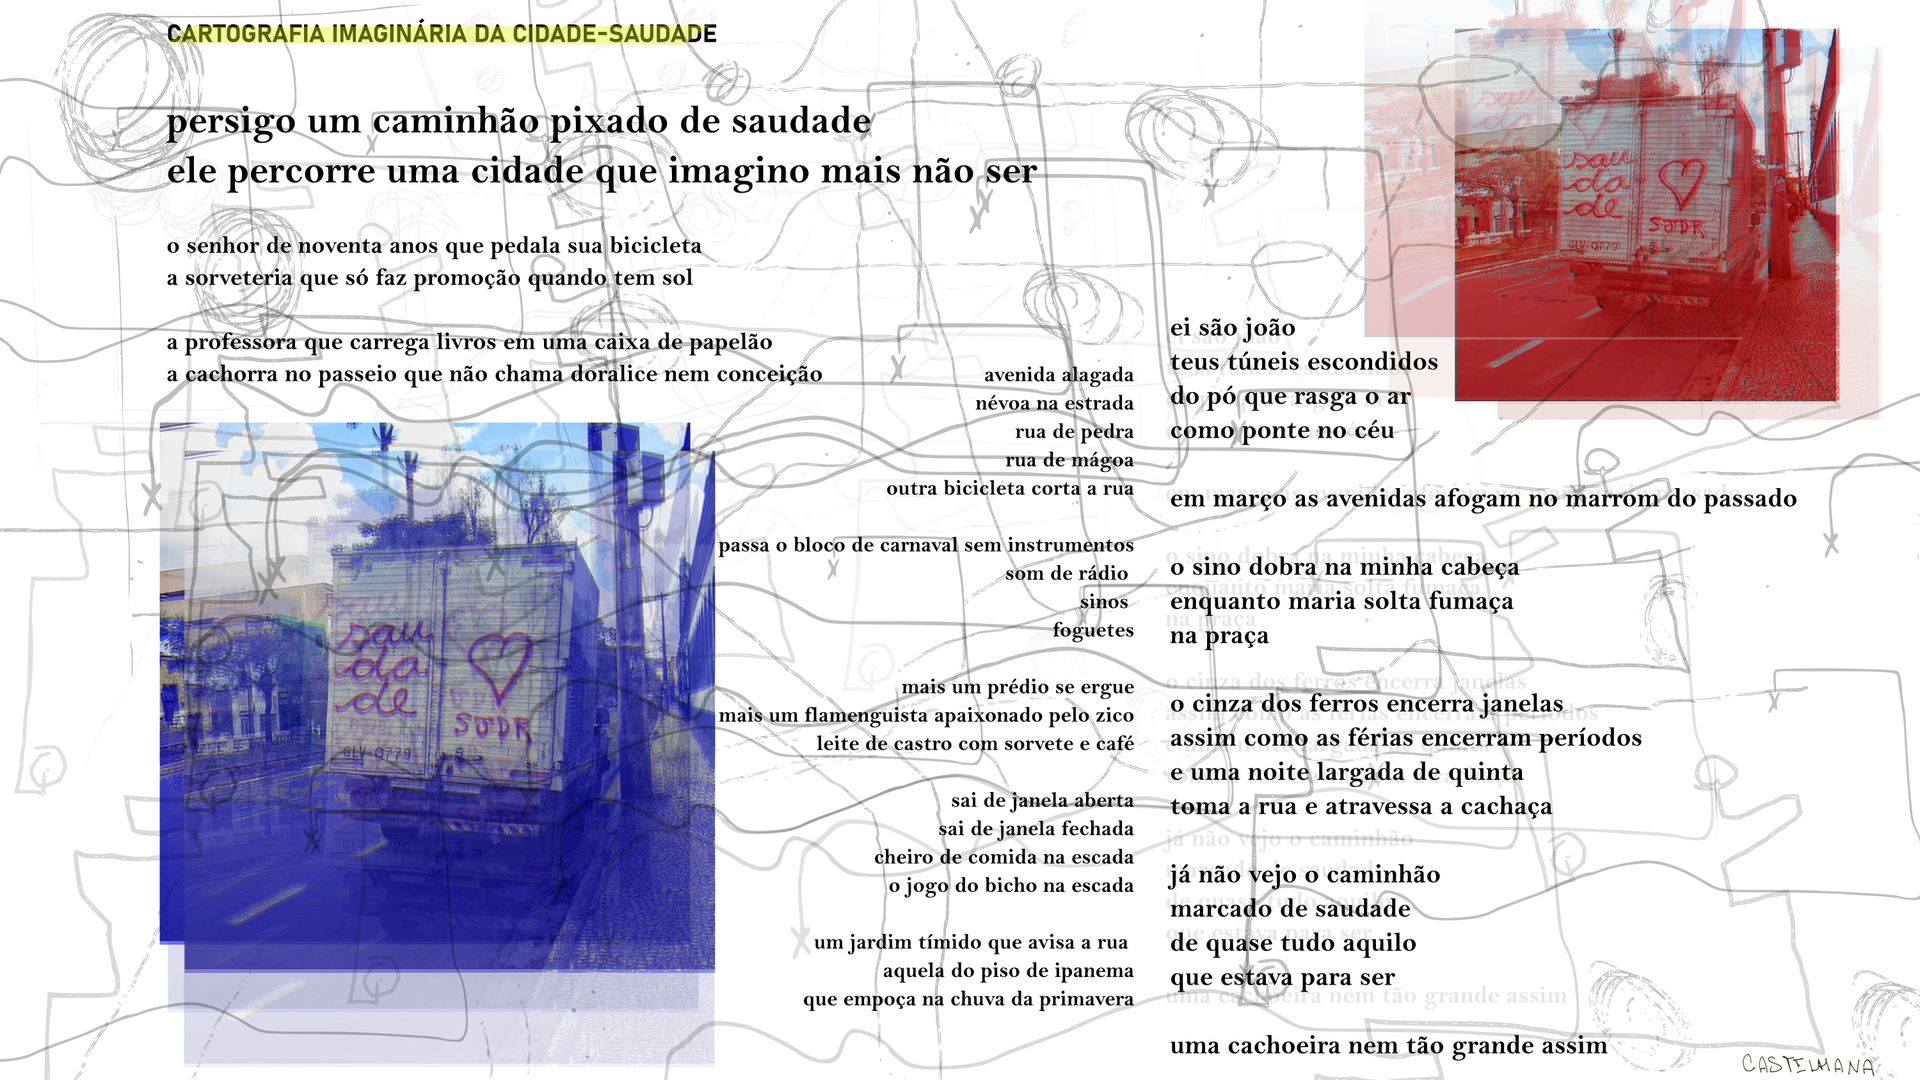 CARTOGRAFIA IMAGINÁRIA DA CIDADE-SAUDADE
persigo um caminhão pixado de saudade
ele percorre uma cidade que imagino mais não ser
o senhor de noventa anos que pedala sua bicicleta
a sorveteria que só faz promoção quando tem sol
a professora que carrega livros em uma caixa de papelão
a cachorra no passeio que não chama doralice nem conceição
sau
da
de
SUDR
GLV-0779
avenida alagada
névoa na estrada
rua de pedra
rua de mágoa
outra bicicleta corta a rua
passa o bloco de carnaval sem instrumentos
som de rádio
sinos
foguetes
mais um prédio se ergue
mais um flamenguista apaixonado pelo zico
leite de castro com sorvete e café
sai de janela aberta
sai de janela fechada
cheiro de comida na escada
o jogo do bicho na escada
um jardim tímido que avisa a rua
aquela do piso de ipanema
que empoça na chuva da primavera
sau
da
de
SUDR
GLV-0779
ei são joão
teus túneis escondidos
do pó que rasga o ar
como ponte no céu
em março as avenidas afogam no marrom do passado
o sino dobra na minha cabeça
enquanto maria solta fumaça
na praça
o cinza dos ferros encerra janelas
assim como as férias encerram períodos
e uma noite largada de quinta
toma a rua e atravessa a cachaça
já não vejo o caminhão
marcado de saudade
de quase tudo aquilo
que estava para ser
uma cachoeira nem tão grande assim
CASTELMANA